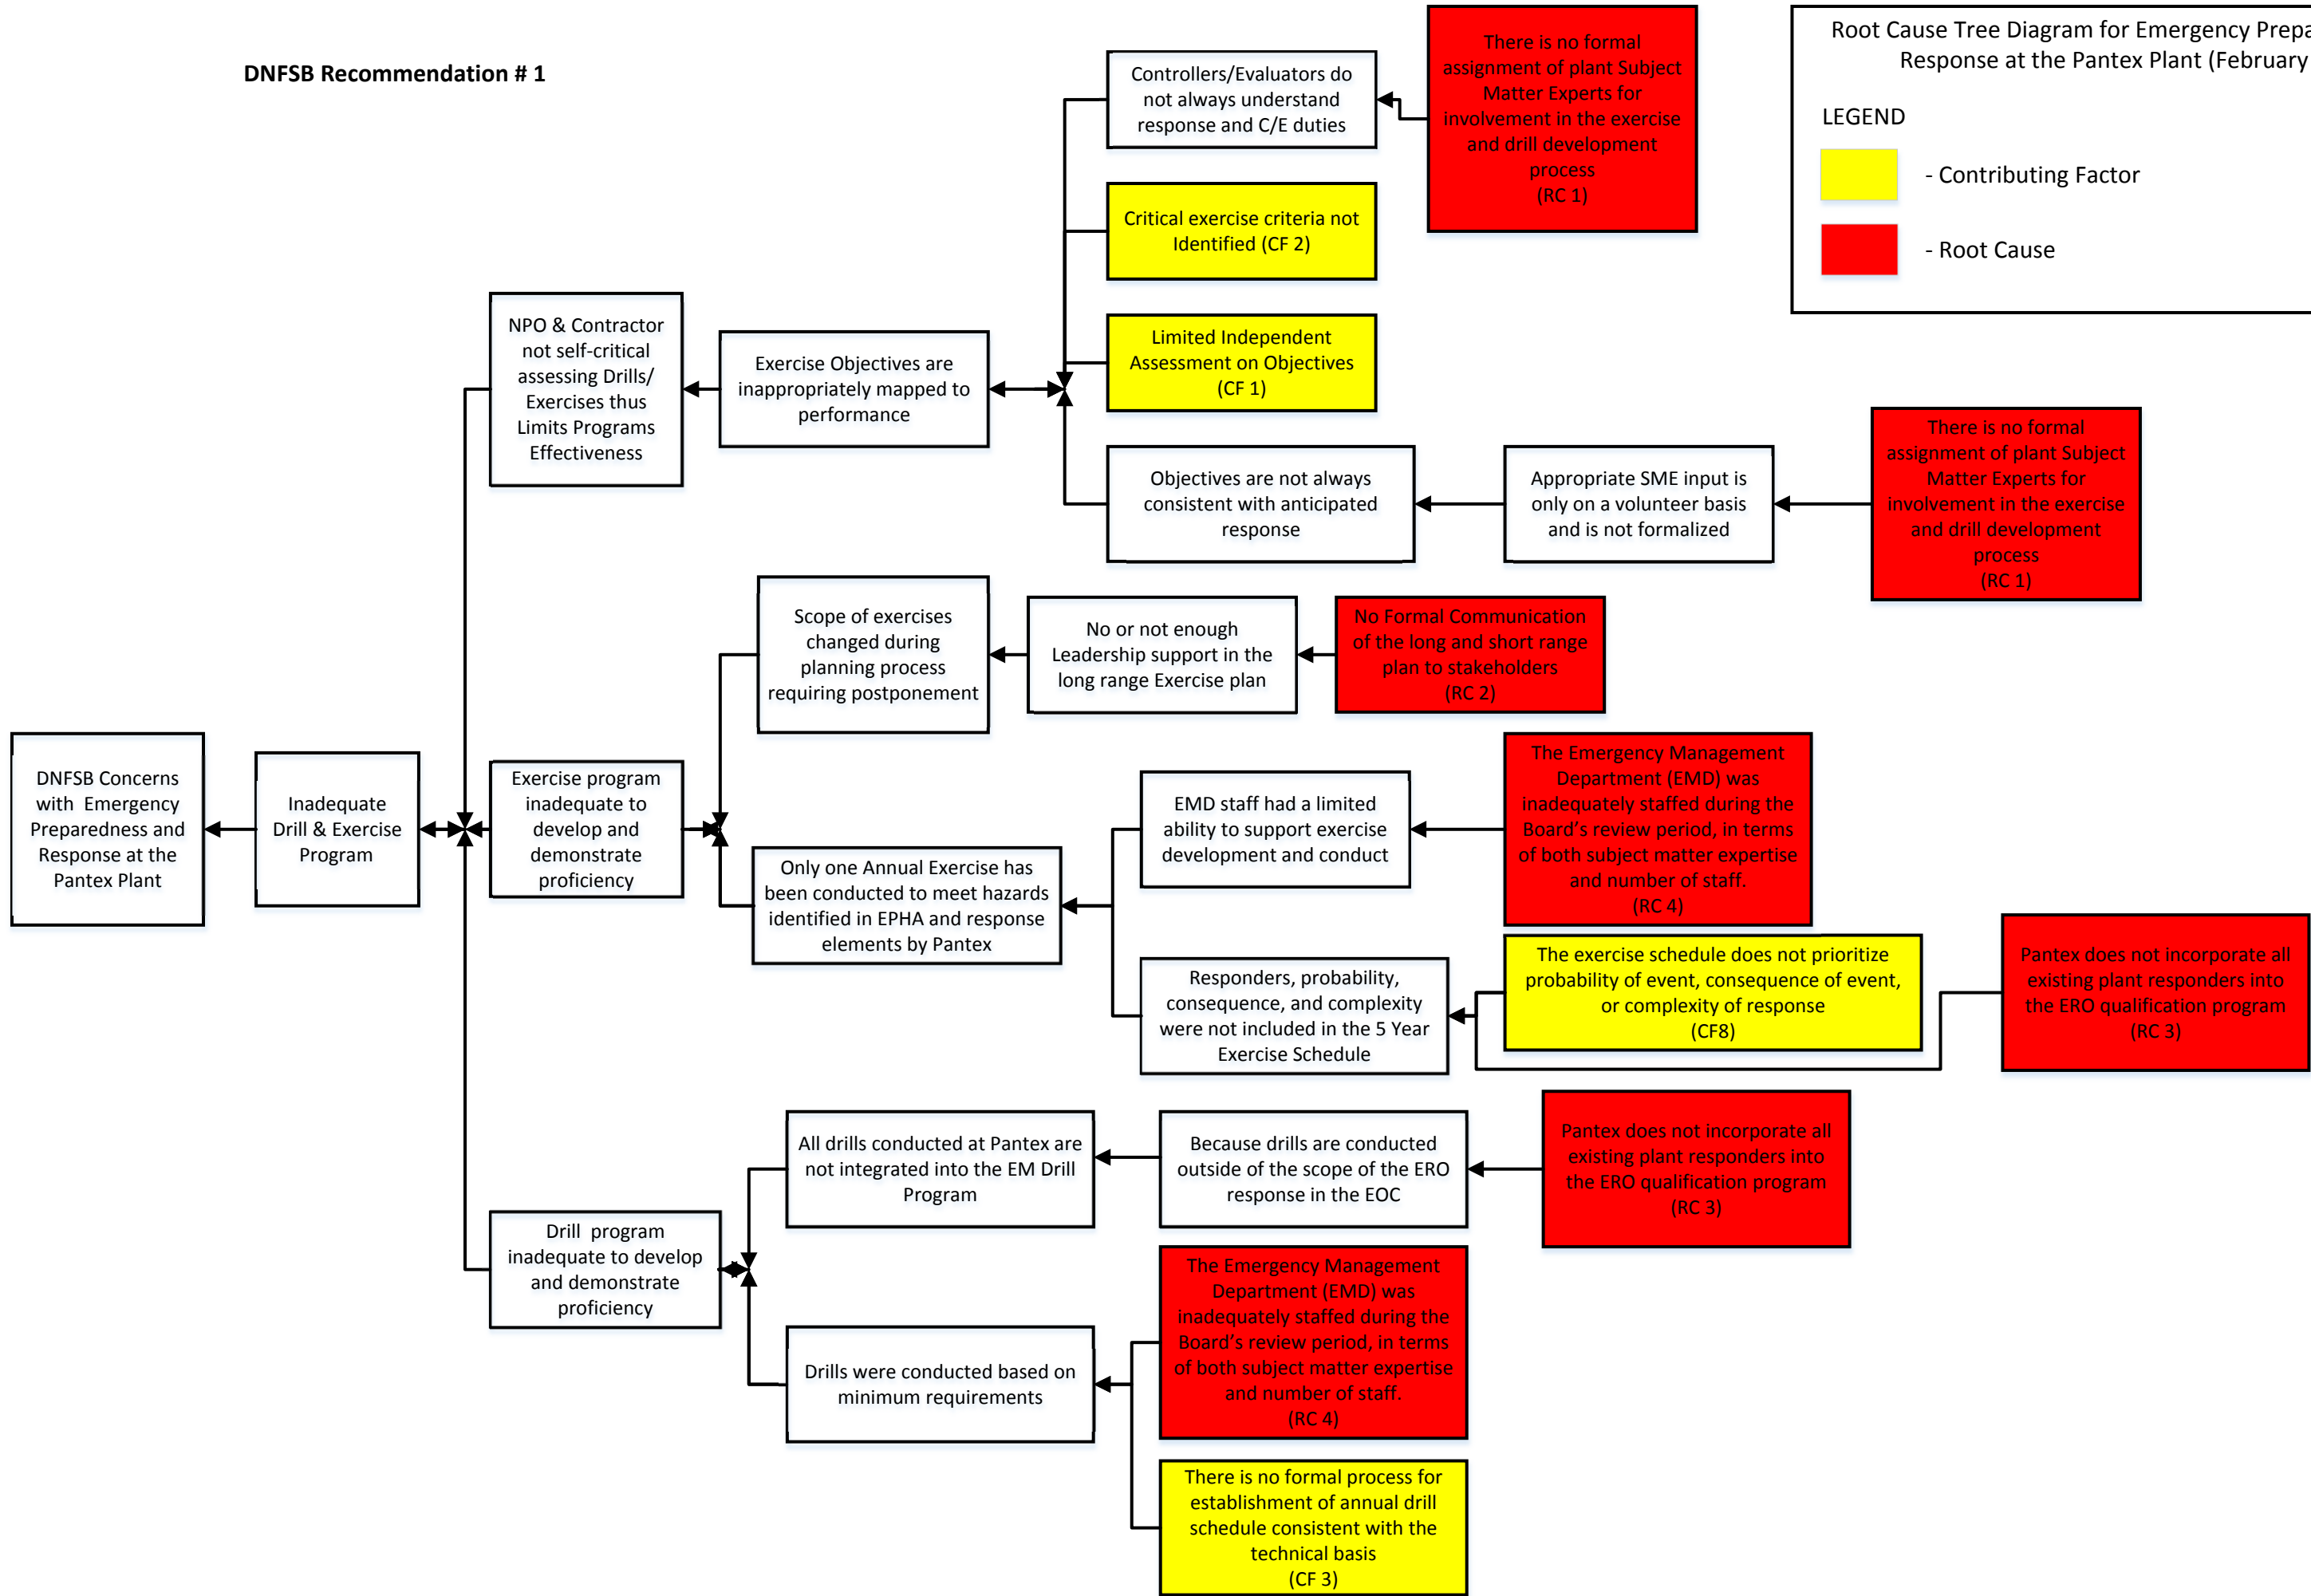 DNFSB Recommendation # 1
Root Cause Tree Diagram for Emergency Prepa
Response at the Pantex Plant (February
LEGEND
- Contributing Factor
- Root Cause
Controllers/Evaluators do
not always understand
response and C/E duties
There is no formal
assignment of plant Subject
Matter Experts for
involvement in the exercise
and drill development
process
(RC 1)
Critical exercise criteria not
Identified (CF 2)
Limited Independent
Assessment on Objectives
(CF 1)
NPO & Contractor
not self-critical
assessing Drills/
Exercises thus
Limits Programs
Effectiveness
Exercise Objectives are
inappropriately mapped to
performance
Objectives are not always
consistent with anticipated
response
Appropriate SME input is
only on a volunteer basis
and is not formalized
There is no formal
assignment of plant Subject
Matter Experts for
involvement in the exercise
and drill development
process
(RC 1)
Scope of exercises
changed during
planning process
requiring postponement
No or not enough
Leadership support in the
long range Exercise plan
No Formal Communication
of the long and short range
plan to stakeholders
(RC 2)
DNFSB Concerns
with Emergency
Preparedness and
Response at the
Pantex Plant
Inadequate
Drill & Exercise
Program
Exercise program
inadequate to
develop and
demonstrate
proficiency
EMD staff had a limited
ability to support exercise
development and conduct
The Emergency Management
Department (EMD) was
inadequately staffed during the
Board's review period, in terms
of both subject matter expertise
and number of staff.
(RC 4)
Only one Annual Exercise has
been conducted to meet hazards
identified in EPHA and response
elements by Pantex
Responders, probability,
consequence, and complexity
were not included in the 5 Year
Exercise Schedule
The exercise schedule does not prioritize
probability of event, consequence of event,
or complexity of response
(CF8)
Pantex does not incorporate all
existing plant responders into
the ERO qualification program
(RC 3)
All drills conducted at Pantex are
not integrated into the EM Drill
Program
Because drills are conducted
outside of the scope of the ERO
response in the EOC
Pantex does not incorporate all
existing plant responders into
the ERO qualification program
(RC 3)
Drill program
inadequate to develop
and demonstrate
proficiency
Drills were conducted based on
minimum requirements
The Emergency Management
Department (EMD) was
inadequately staffed during the
Board's review period, in terms
of both subject matter expertise
and number of staff.
(RC 4)
There is no formal process for
establishment of annual drill
schedule consistent with the
technical basis
(CF 3)